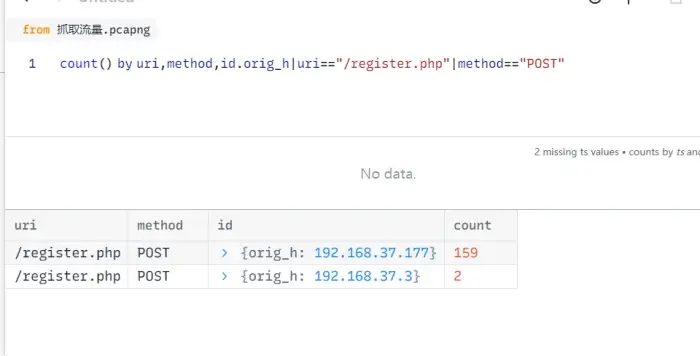 Untitled
from 抓取流量.pcapng
1 count() by uri,method,id.orig_h|uri=="/register.php"|method=="POST"
2 missing ts values • counts by ts and
No data.
uri method id count
/register.php POST > {orig_h: 192.168.37.177} 159
/register.php POST > {orig_h: 192.168.37.3} 2